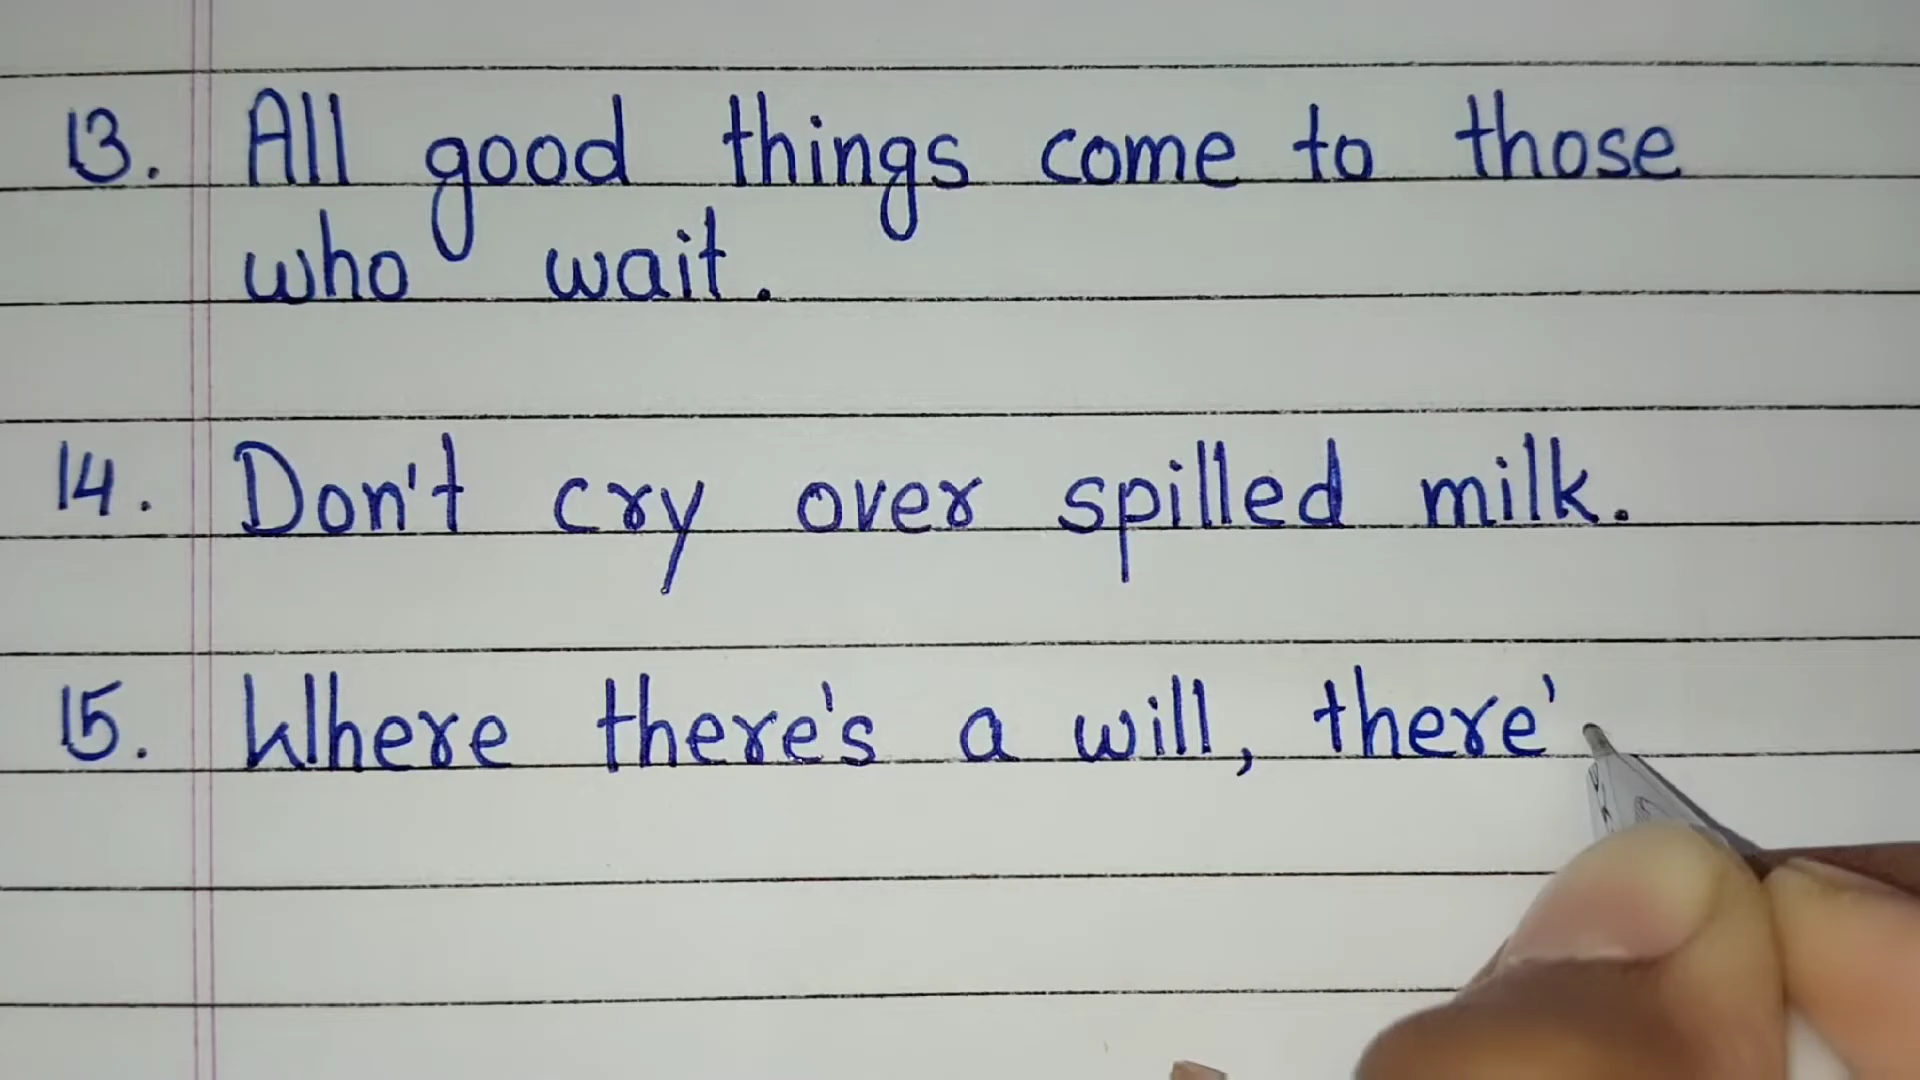 13. All good things come to those
who wait.
14. Don't cry over spilled milk.
15. Where there's a will, there'